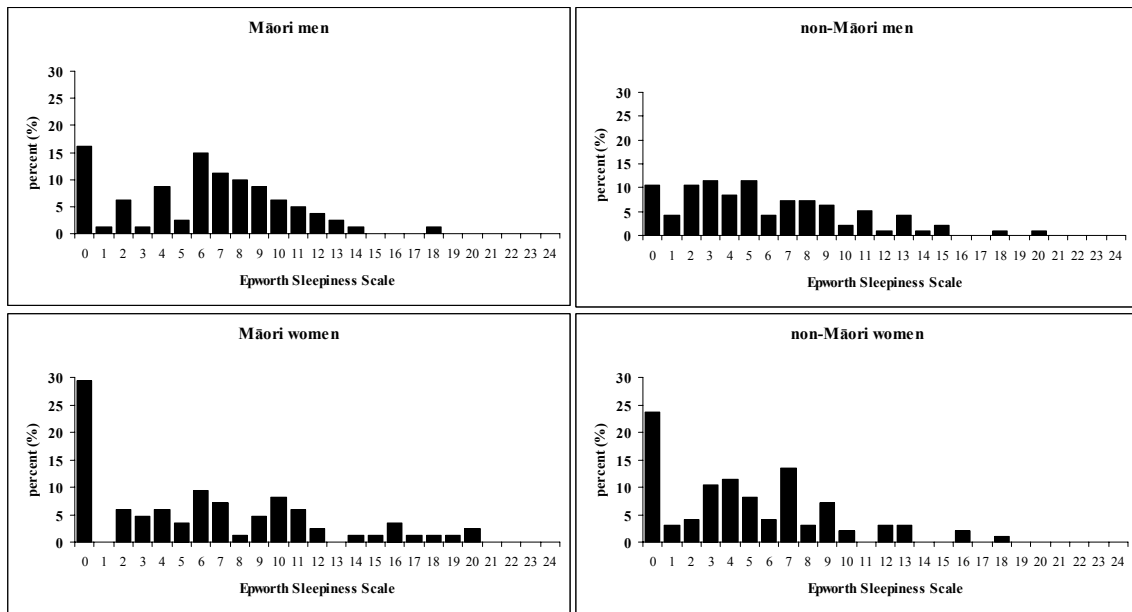 Māori men
30
25
20
15
10
5
0
percent (%)
0 1 2 3 4 5 6 7 8 9 10 11 12 13 14 15 16 17 18 19 20 21 22 23 24
Epworth Sleepiness Scale
non-Māori men
30
25
20
15
10
5
0
percent (%)
0 1 2 3 4 5 6 7 8 9 10 11 12 13 14 15 16 17 18 19 20 21 22 23 24
Epworth Sleepiness Scale
Māori women
30
25
20
15
10
5
0
percent (%)
0 1 2 3 4 5 6 7 8 9 10 11 12 13 14 15 16 17 18 19 20 21 22 23 24
Epworth Sleepiness Scale
non-Māori women
30
25
20
15
10
5
0
percent (%)
0 1 2 3 4 5 6 7 8 9 10 11 12 13 14 15 16 17 18 19 20 21 22 23 24
Epworth Sleepiness Scale